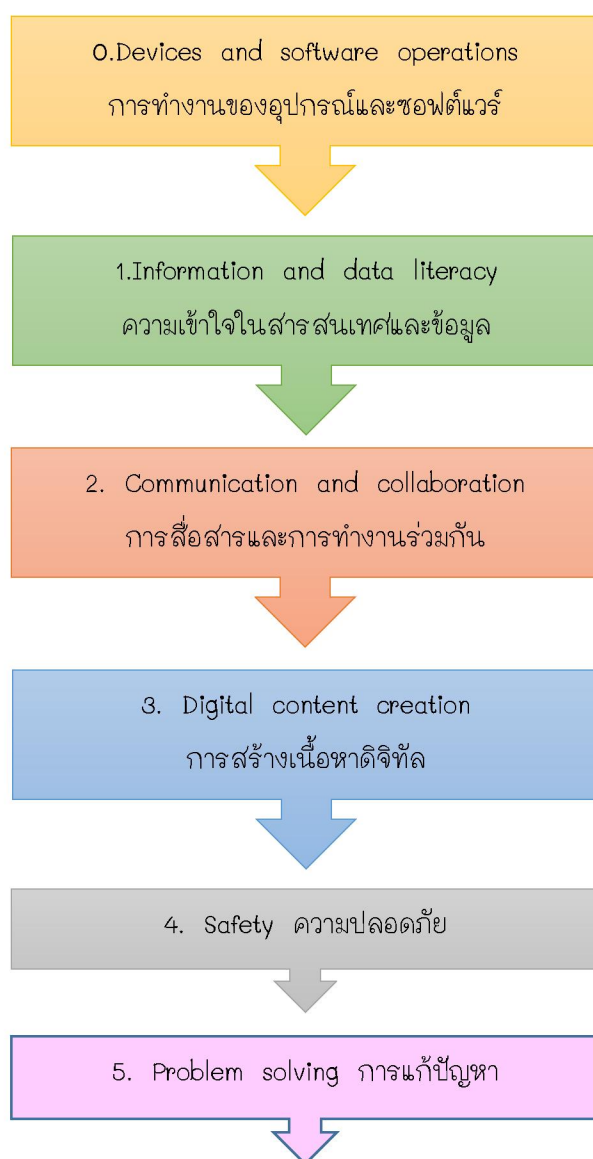 0.Devices and software operations
การทำงานของอุปกรณ์และซอฟต์แวร์
1.Information and data literacy
ความเข้าใจในสารสนเทศและข้อมูล
2. Communication and collaboration
การสื่อสารและการทำงานร่วมกัน
3. Digital content creation
การสร้างเนื้อหาดิจิทัล
4. Safety ความปลอดภัย
5. Problem solving การแก้ปัญหา